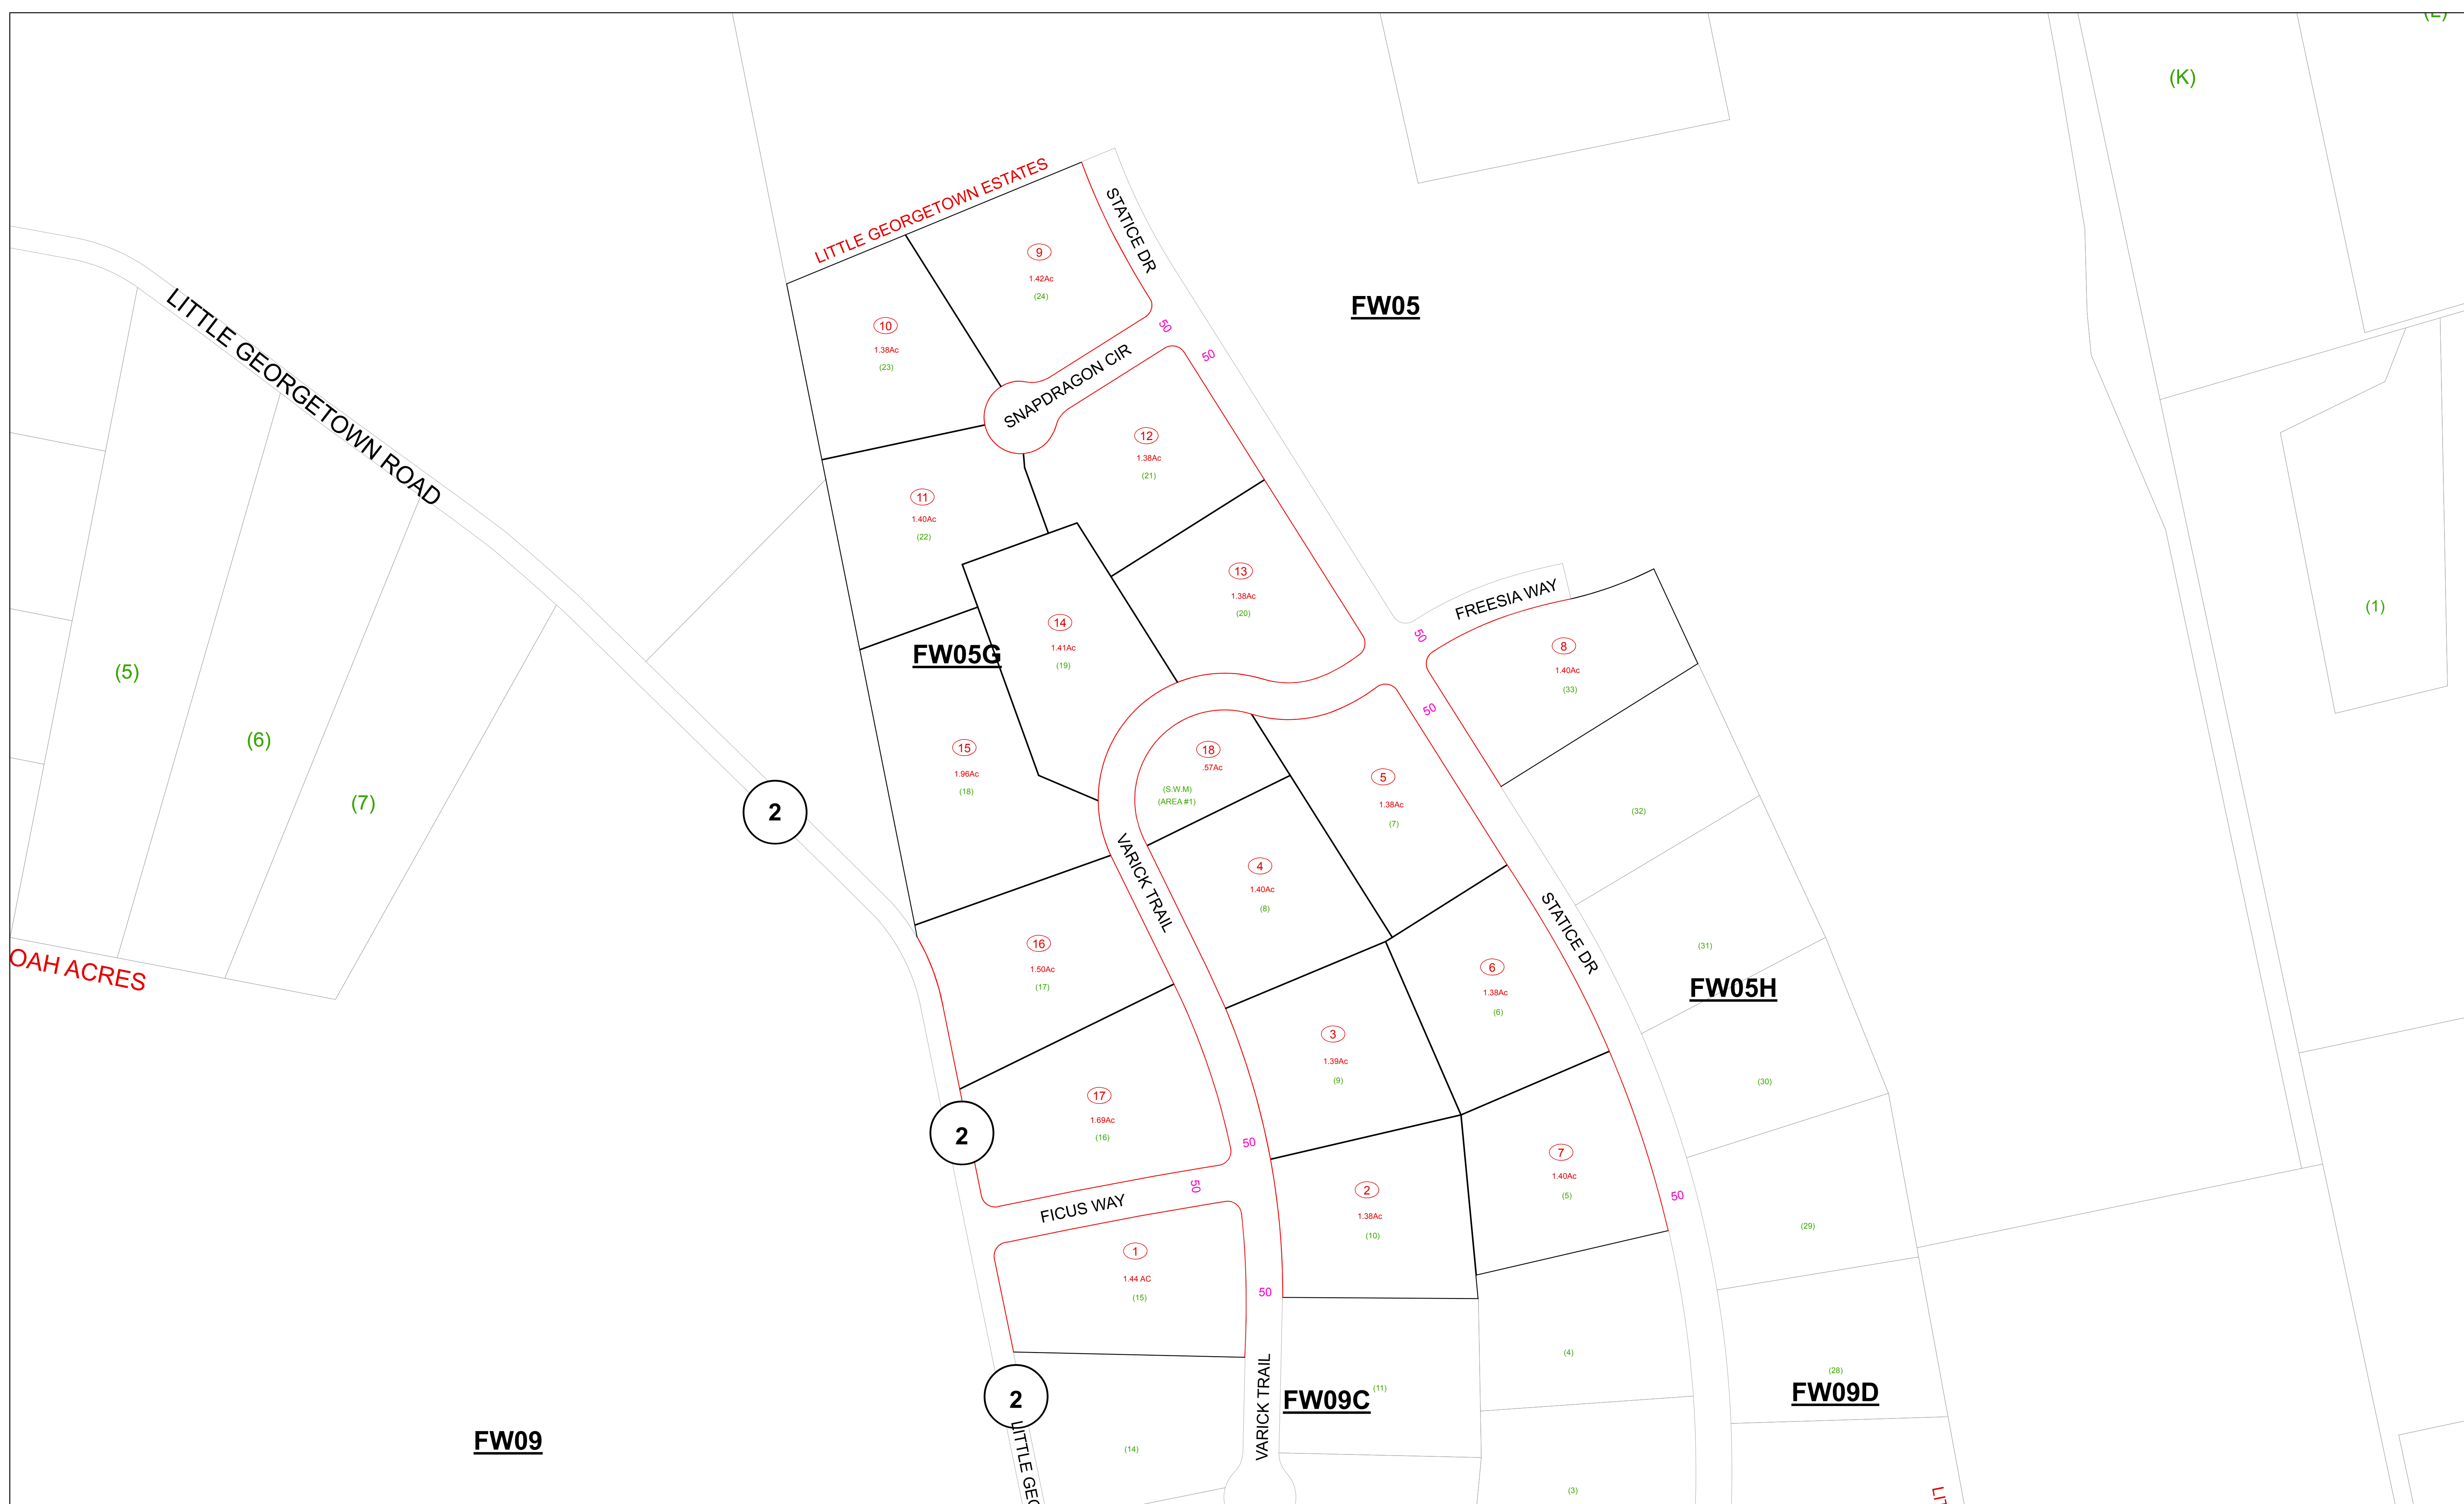 (K)
LITTLE GEORGETOWN ESTATES
STATICE DR
9
1.42Ac
(24)
FW05
LITTLE GEORGETOWN ROAD
10
1.38Ac
(23)
50
50
SNAPDRAGON CIR
12
1.38Ac
(21)
11
1.40Ac
(22)
13
1.38Ac
(20)
FREESIA WAY
(1)
14
1.41Ac
(19)
50
8
1.40Ac
(33)
FW05G
(5)
(6)
(7)
50
15
1.96Ac
(18)
18
.57Ac
(S.W.M)
(AREA #1)
5
1.38Ac
(7)
2
(32)
VARICK TRAIL
4
1.40Ac
(8)
STATICE DR
16
1.50Ac
(17)
(31)
OAH ACRES
6
1.38Ac
(6)
FW05H
3
1.39Ac
(9)
(30)
17
1.69Ac
(16)
2
50
7
1.40Ac
(5)
50
50
2
1.38Ac
(10)
FICUS WAY
(29)
1
1.44 AC
(15)
50
(4)
(28)
FW09D
(11)
FW09C
VARICK TRAIL
2
LITTLE GEO
FW09
(14)
(3)